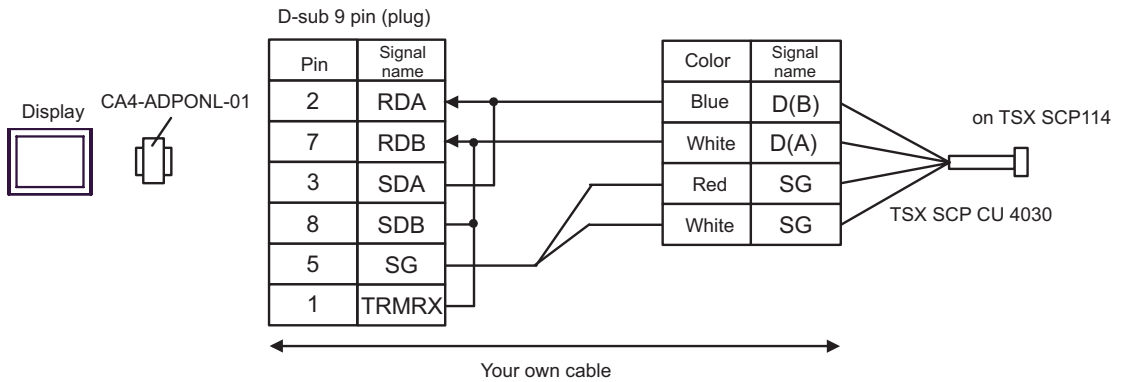 D-sub 9 pin (plug)
Pin Signal name
2 RDA
7 RDB
3 SDA
8 SDB
5 SG
1 TRMRX
Color Signal name
Blue D(B)
White D(A)
Red SG
White SG
Display
CA4-ADPONL-01
on TSX SCP114
TSX SCP CU 4030
Your own cable